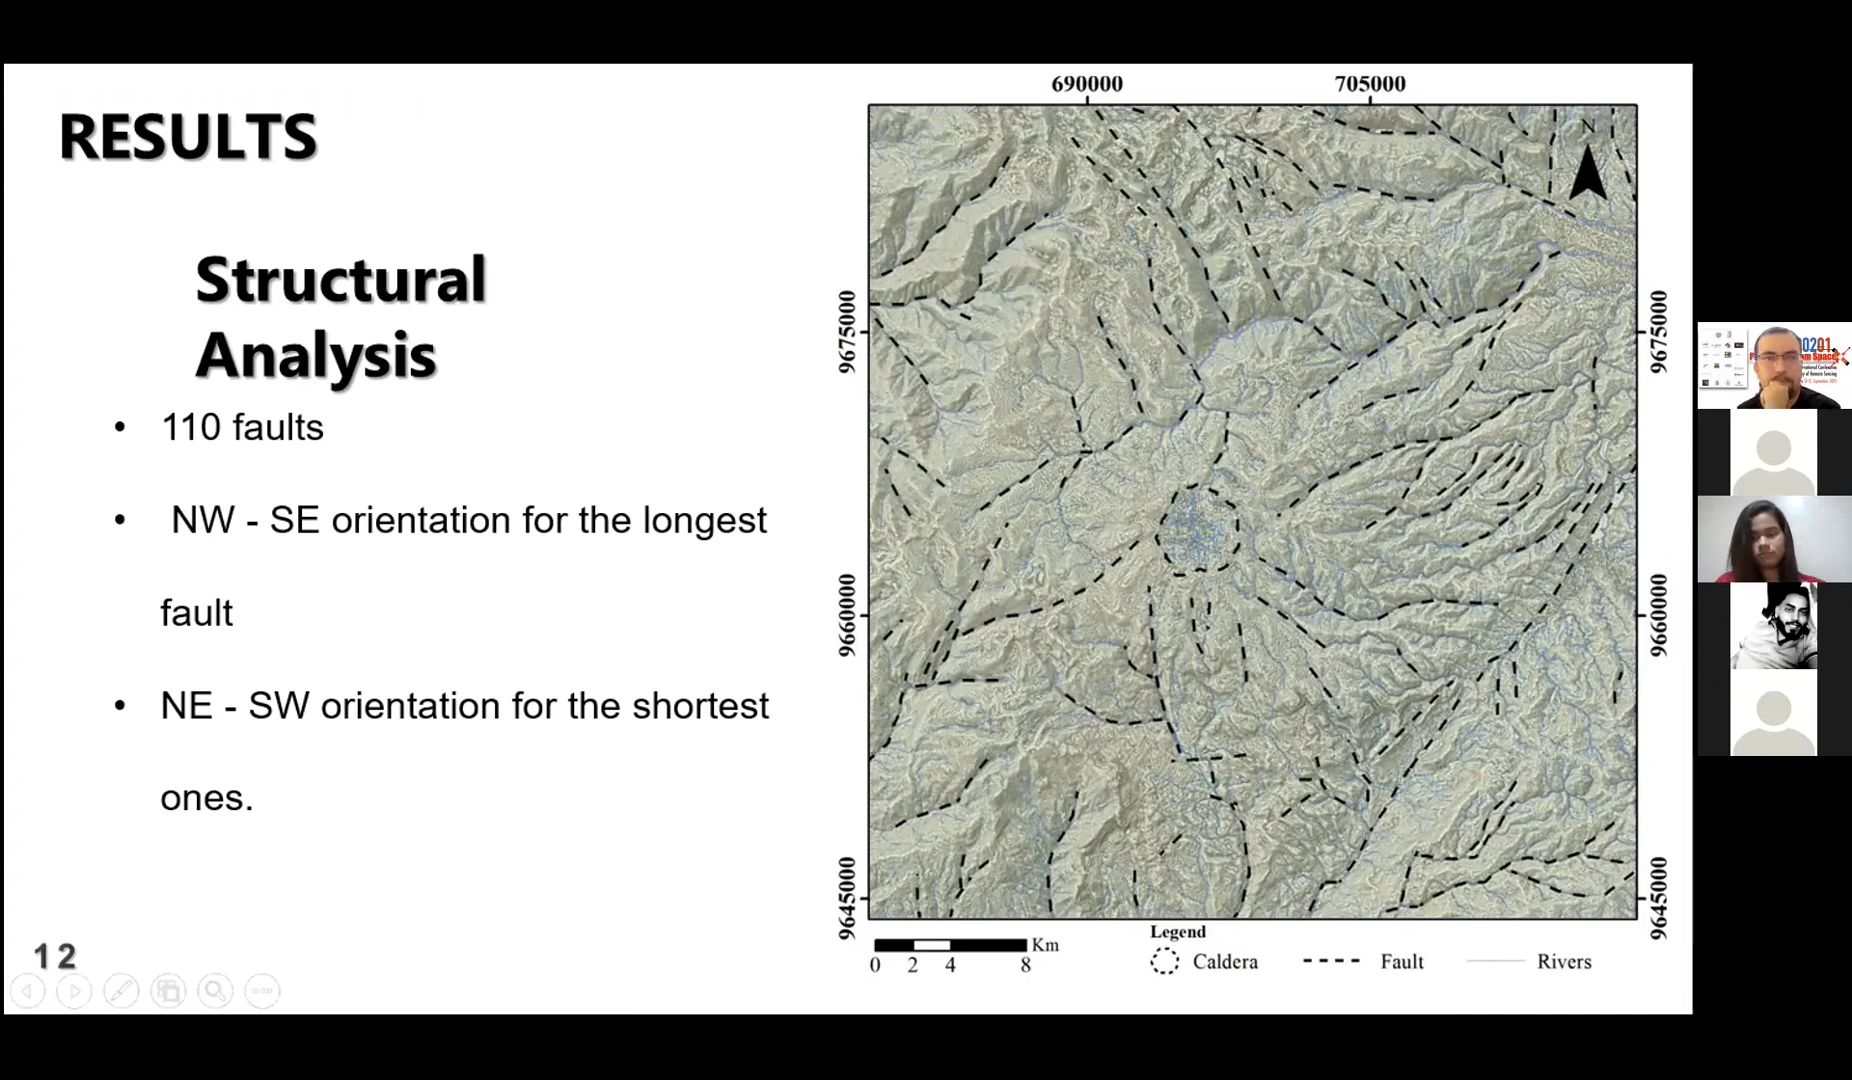 RESULTS
Structural
Analysis
• 110 faults
• NW - SE orientation for the longest
fault
• NE - SW orientation for the shortest
ones.
12
690000 705000
N
9675000 9675000
9660000 9660000
9645000 9645000
Km
0 2 4 8
Legend
Caldera Fault Rivers